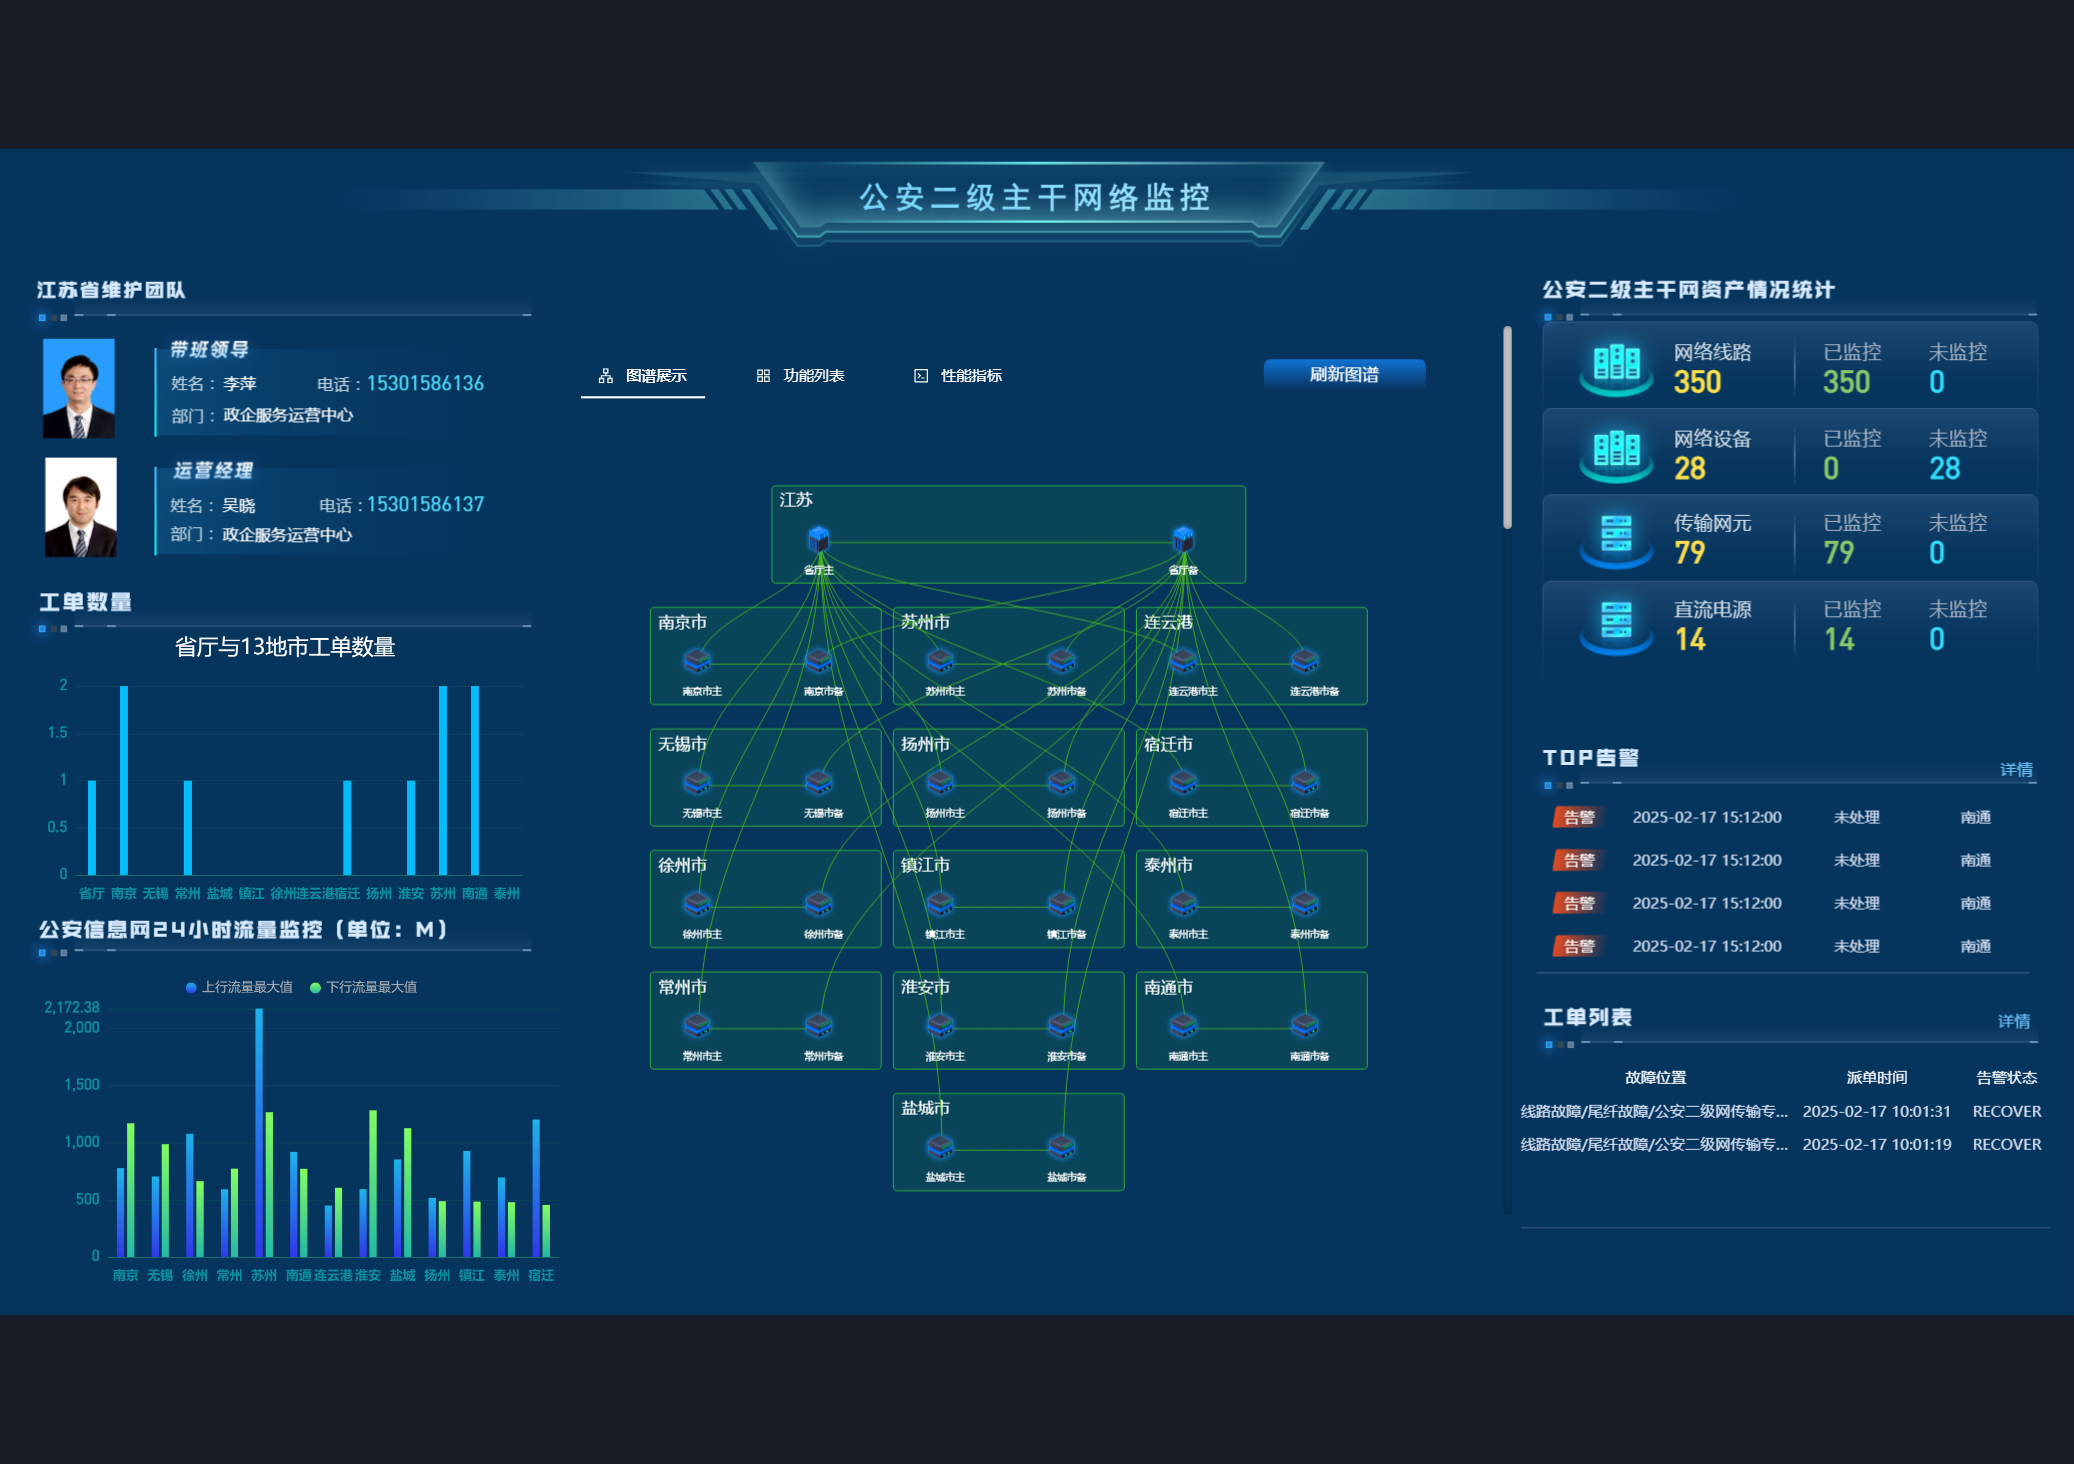 公安二级主干网络监控
江苏省维护团队
带班领导
姓名： 李萍 电话：15301586136
部门： 政企服务运营中心
运营经理
姓名： 吴晓 电话：15301586137
部门： 政企服务运营中心
工单数量
省厅与13地市工单数量
2
1.5
1
0.5
0
省厅 南京 无锡 常州 盐城 镇江 徐州 连云港 宿迁 扬州 淮安 苏州 南通 泰州
公安信息网24小时流量监控（单位：M）
上行流量最大值 下行流量最大值
2,172.38
2,000
1,500
1,000
500
0
南京 无锡 徐州 常州 苏州 南通 连云港 淮安 盐城 扬州 镇江 泰州 宿迁
图谱展示 功能列表 性能指标 刷新图谱
江苏
省厅主 省厅备
南京市 苏州市 连云港
南京市主 南京市备 苏州市主 苏州市备 连云港市主 连云港市备
无锡市 扬州市 宿迁市
无锡市主 无锡市备 扬州市主 扬州市备 宿迁市主 宿迁市备
徐州市 镇江市 泰州市
徐州市主 徐州市备 镇江市主 镇江市备 泰州市主 泰州市备
常州市 淮安市 南通市
常州市主 常州市备 淮安市主 淮安市备 南通市主 南通市备
盐城市
盐城市主 盐城市备
公安二级主干网资产情况统计
网络线路 已监控 未监控
350 350 0
网络设备 已监控 未监控
28 0 28
传输网元 已监控 未监控
79 79 0
直流电源 已监控 未监控
14 14 0
TOP告警
详情
告警 2025-02-17 15:12:00 未处理 南通
告警 2025-02-17 15:12:00 未处理 南通
告警 2025-02-17 15:12:00 未处理 南通
告警 2025-02-17 15:12:00 未处理 南通
工单列表
详情
故障位置 派单时间 告警状态
线路故障/尾纤故障/公安二级网传输专... 2025-02-17 10:01:31 RECOVER
线路故障/尾纤故障/公安二级网传输专... 2025-02-17 10:01:19 RECOVER